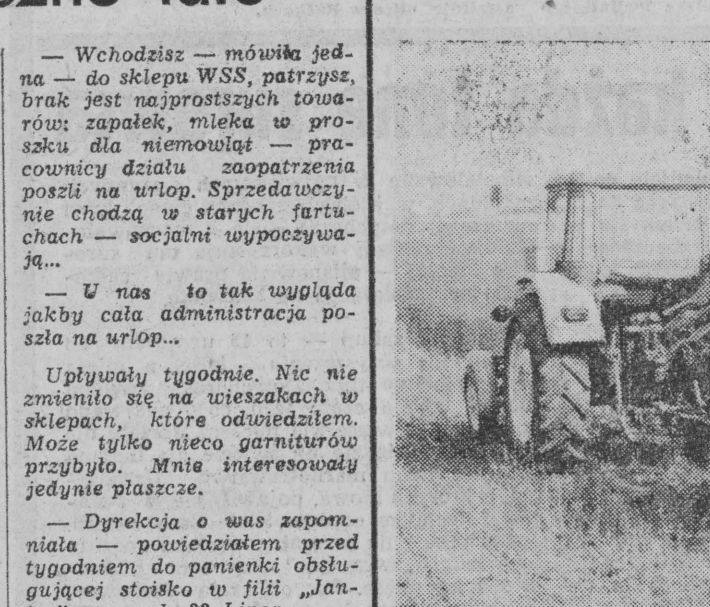 — Wchodzisz — mówiła jed-
na — do sklepu WSS, patrzysz,
brak jest najprostszych towa-
rów: zapałek, mleka w pro-
szku dla niemowląt — pra-
cownicy działu zaopatrzenia
poszli na urlop. Sprzedawczy-
nie chodzą w starych fartu-
chach — socjalni wypoczywa-
ją...
— U nas to tak wygląda
jakby cała administracja po-
szła na urlop...
Upływały tygodnie. Nic nie
zmieniło się na wieszakach w
sklepach, które odwiedziłem.
Może tylko nieco garniturów
przybyło. Mnie interesowały
jedynie płaszcze.
— Dyrekcja o was zapom-
niała — powiedziałem przed
tygodniem do panienki obsłu-
gującej stoisko w filii „Jan-